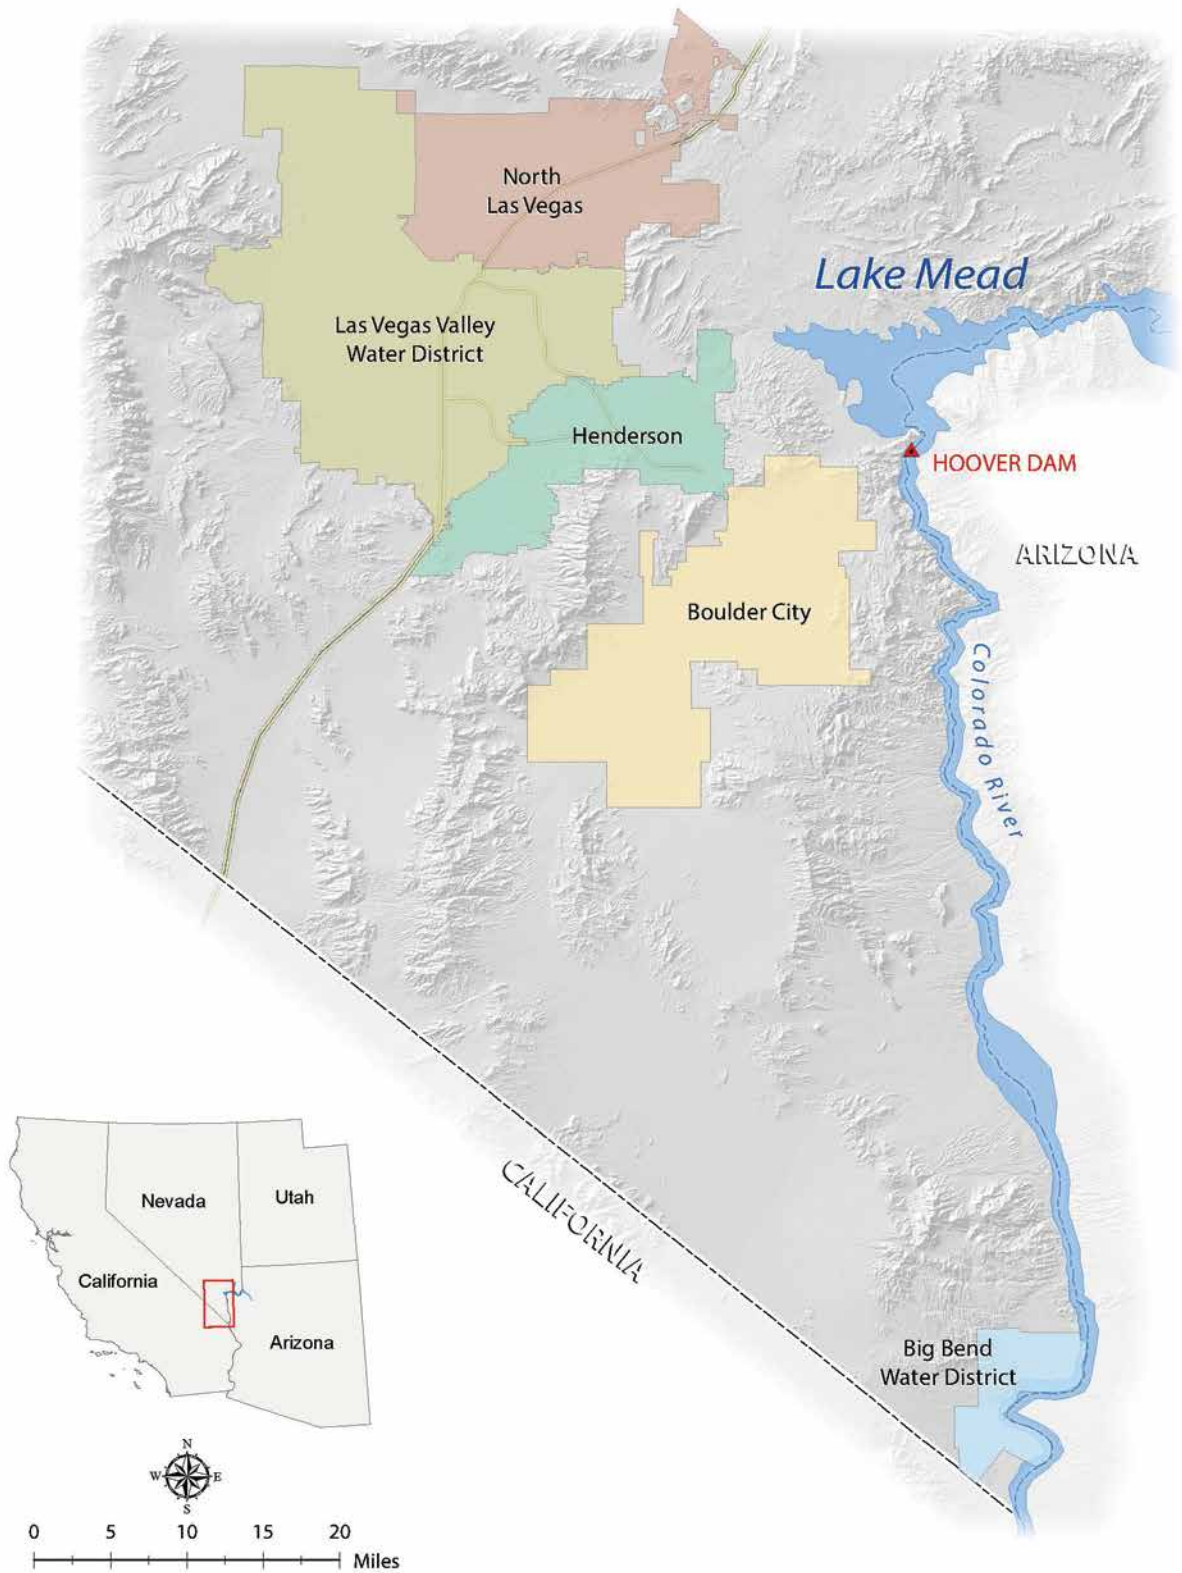 North
Las Vegas
Lake Mead
Las Vegas Valley
Water District
Henderson
HOOVER DAM
ARIZONA
Boulder City
Colorado River
CALIFORNIA
Nevada
Utah
California
Arizona
Big Bend
Water District
N
W E
S
0 5 10 15 20
Miles